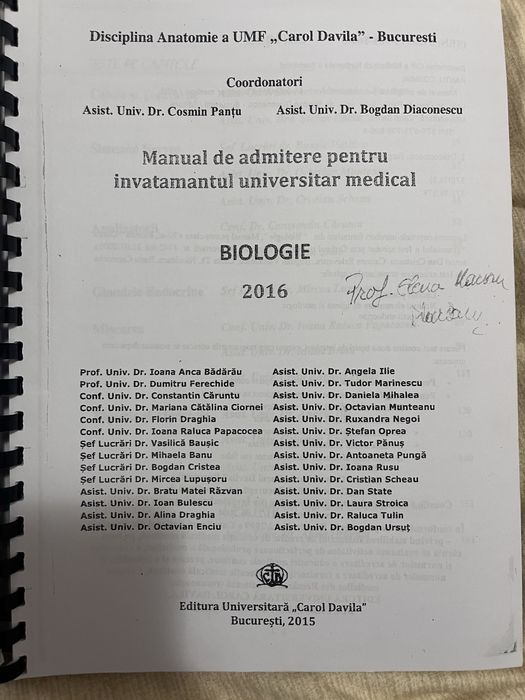 Disciplina Anatomie a UMF „Carol Davila" - Bucuresti
Coordonatori
Asist. Univ. Dr. Cosmin Panțu    Asist. Univ. Dr. Bogdan Diaconescu
Manual de admitere pentru
invatamantul universitar medical
BIOLOGIE
2016
Prof. Elena
Prof. Univ. Dr. Ioana Anca Bădărău    Asist. Univ. Dr. Angela Ilie
Prof. Univ. Dr. Dumitru Ferechide    Asist. Univ. Dr. Tudor Marinescu
Conf. Univ. Dr. Constantin Căruntu    Asist. Univ. Dr. Daniela Mihalea
Conf. Univ. Dr. Mariana Cătălina Ciornei    Asist. Univ. Dr. Octavian Munteanu
Conf. Univ. Dr. Florin Draghia    Asist. Univ. Dr. Ruxandra Negoi
Conf. Univ. Dr. Ioana Raluca Papacocea    Asist. Univ. Dr. Ștefan Oprea
Șef Lucrări Dr. Vasilică Baușic    Asist. Univ. Dr. Victor Pănuș
Șef Lucrări Dr. Mihaela Banu    Asist. Univ. Dr. Antoaneta Pungă
Șef Lucrări Dr. Bogdan Cristea    Asist. Univ. Dr. Ioana Rusu
Șef Lucrări Dr. Mircea Lupușoru    Asist. Univ. Dr. Cristian Scheau
Asist. Univ. Dr. Bratu Matei Răzvan    Asist. Univ. Dr. Dan State
Asist. Univ. Dr. Ioan Bulescu    Asist. Univ. Dr. Laura Stroica
Asist. Univ. Dr. Alina Draghia    Asist. Univ. Dr. Raluca Tulin
Asist. Univ. Dr. Octavian Enciu    Asist. Univ. Dr. Bogdan Ursuț
Editura Universitară „Carol Davila"
București, 2015